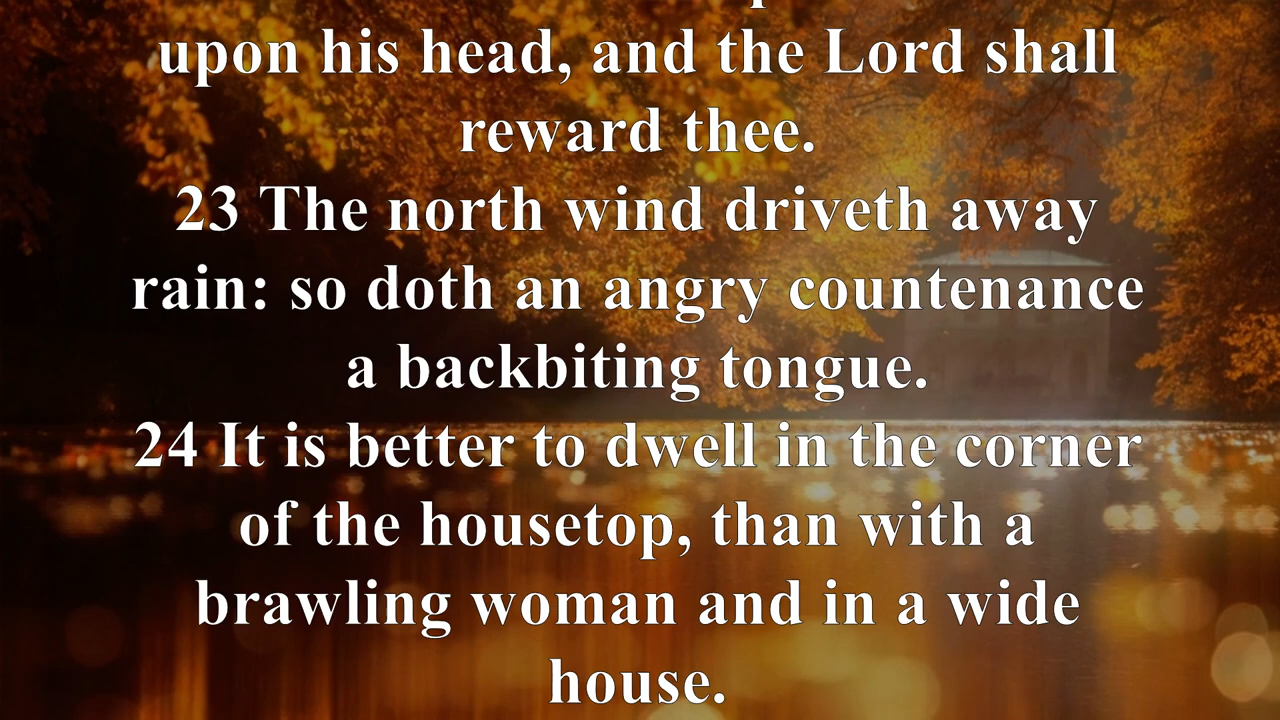 upon his head, and the Lord shall
reward thee.
23 The north wind driveth away
rain: so doth an angry countenance
a backbiting tongue.
24 It is better to dwell in the corner
of the housetop, than with a
brawling woman and in a wide
house.